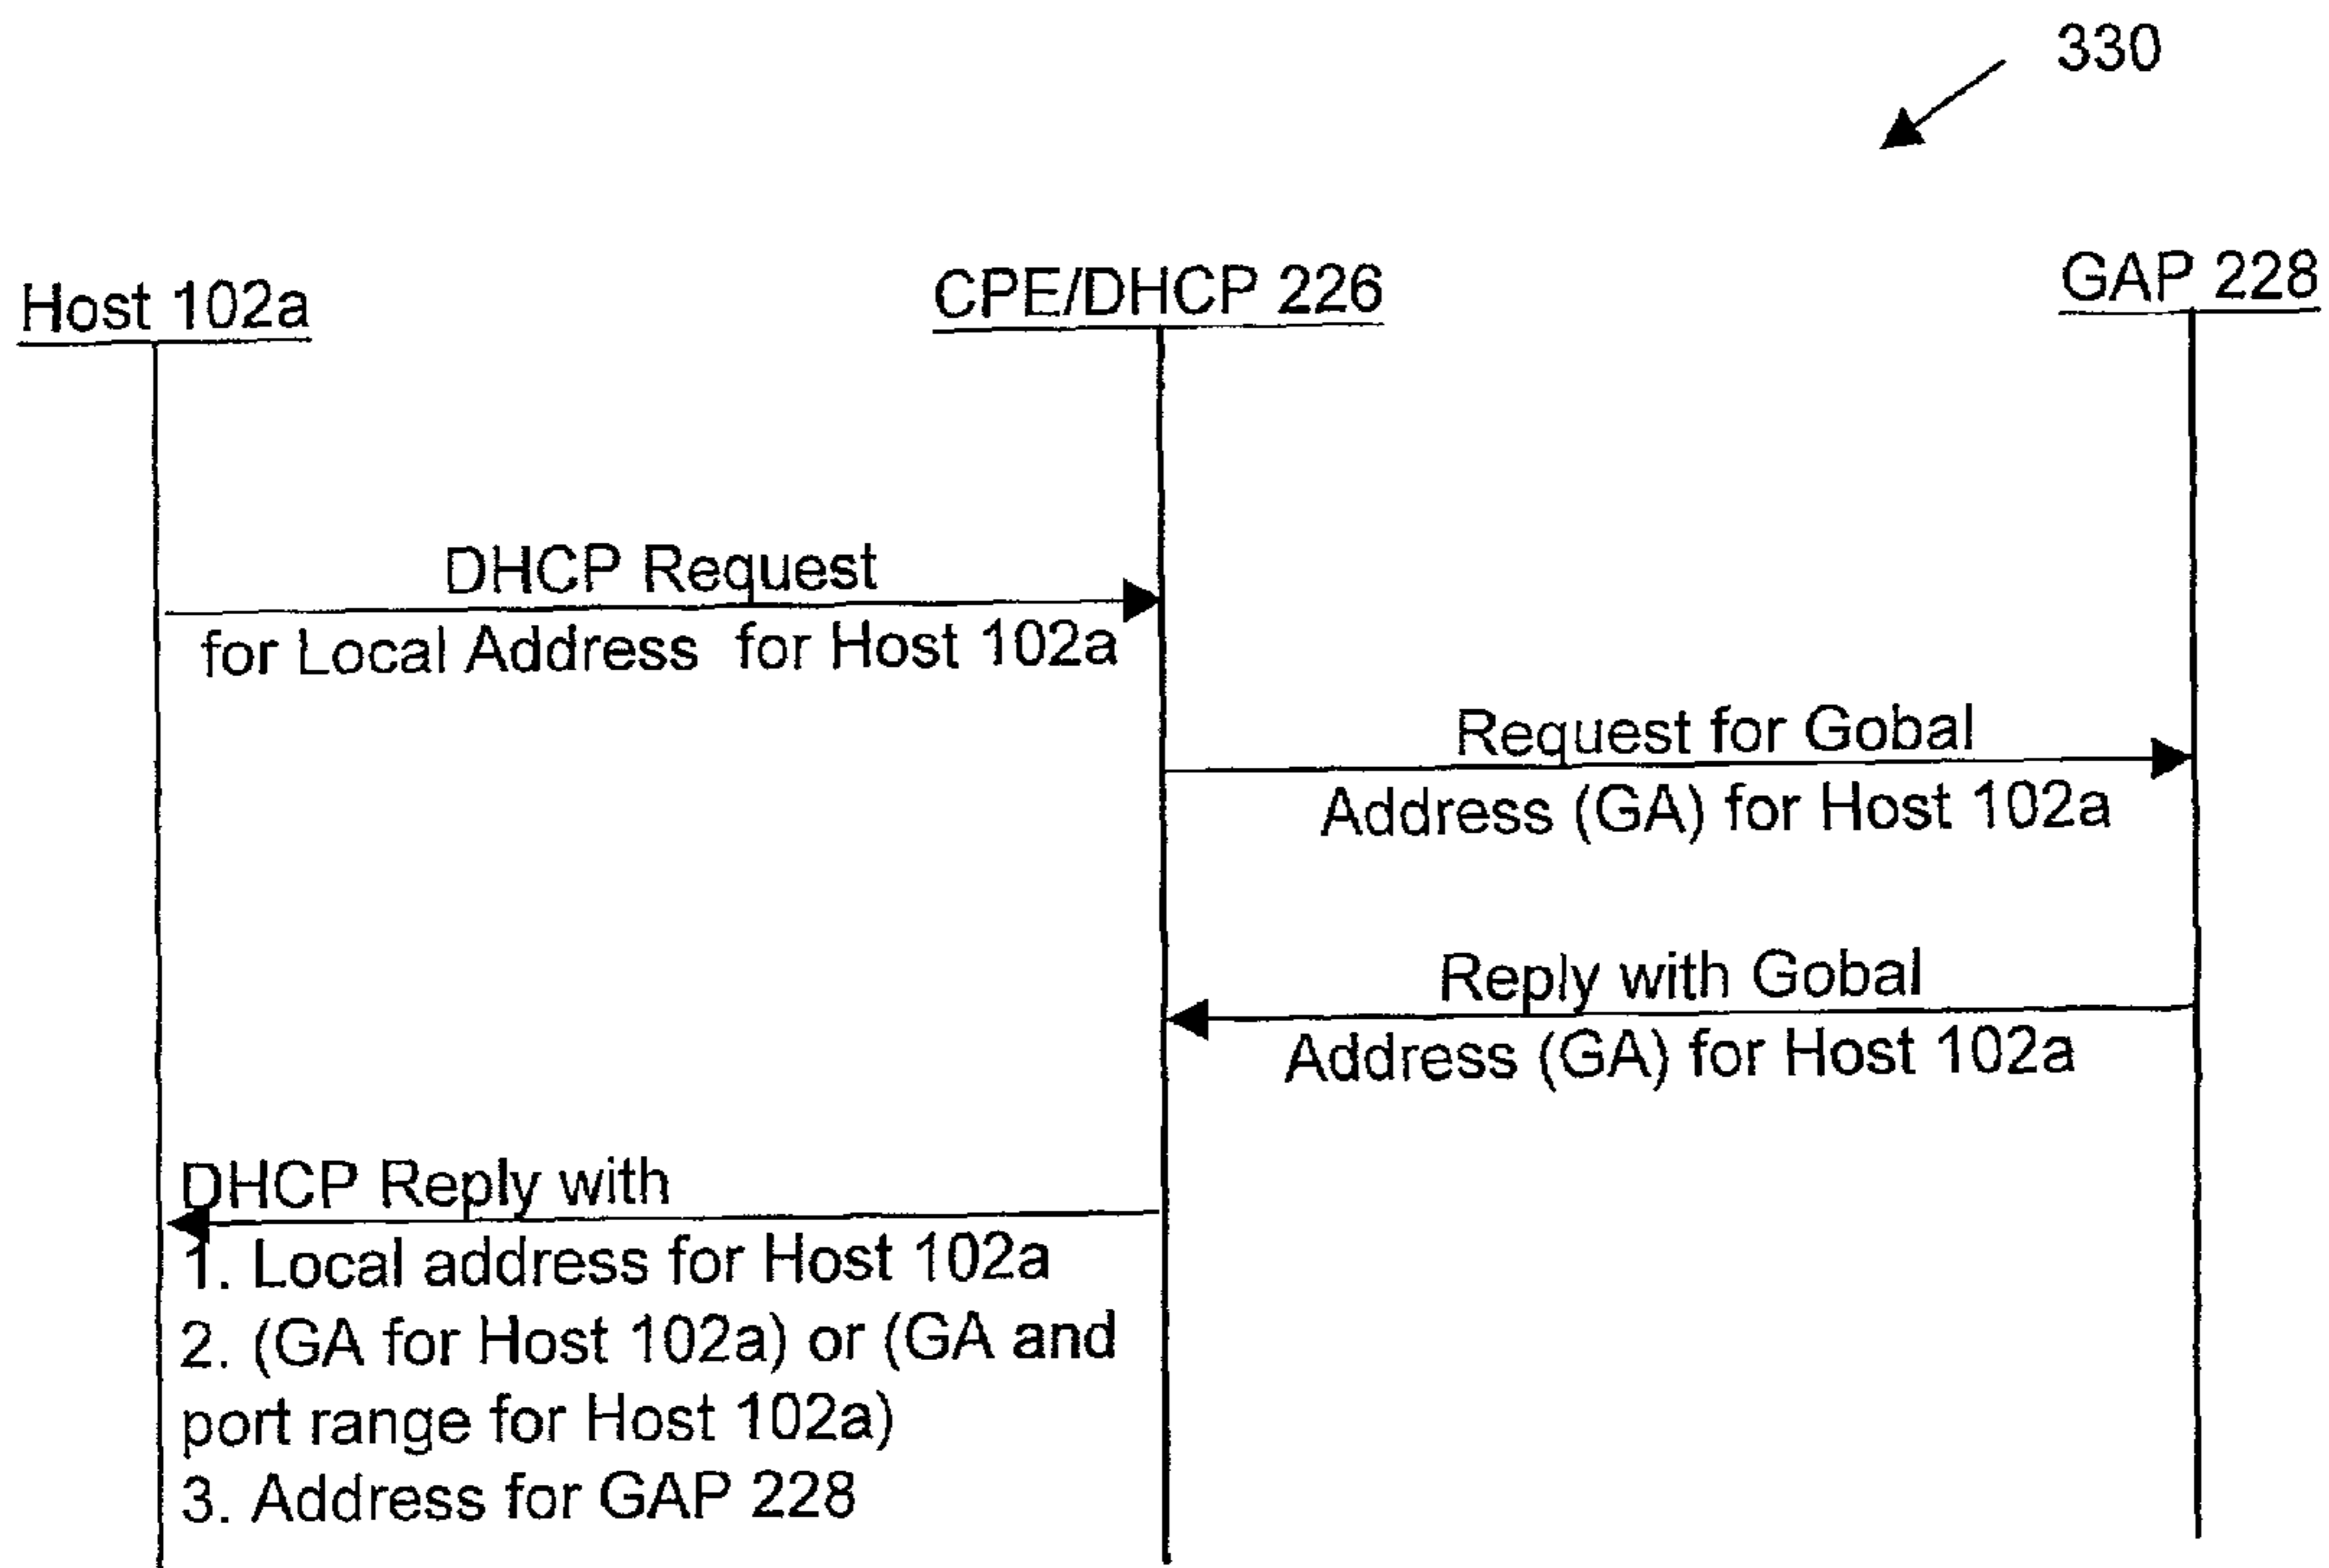 330
Host 102a
CPE/DHCP 226
GAP 228
DHCP Request
for Local Address for Host 102a
Request for Gobal
Address (GA) for Host 102a
Reply with Gobal
Address (GA) for Host 102a
DHCP Reply with
1. Local address for Host 102a
2. (GA for Host 102a) or (GA and
port range for Host 102a)
3. Address for GAP 228